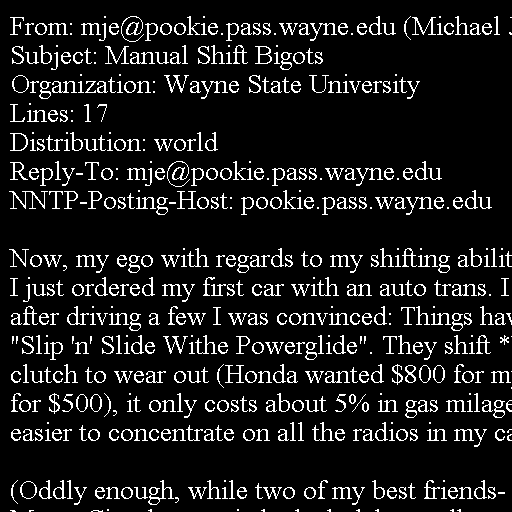 From: mje@pookie.pass.wayne.edu (Michael J
Subject: Manual Shift Bigots
Organization: Wayne State University
Lines: 17
Distribution: world
Reply-To: mje@pookie.pass.wayne.edu
NNTP-Posting-Host: pookie.pass.wayne.edu

Now, my ego with regards to my shifting abilit
I just ordered my first car with an auto trans. I
after driving a few I was convinced: Things hav
"Slip 'n' Slide Withe Powerglide". They shift *
clutch to wear out (Honda wanted $800 for m
for $500), it only costs about 5% in gas milage
easier to concentrate on all the radios in my ca

(Oddly enough, while two of my best friends-